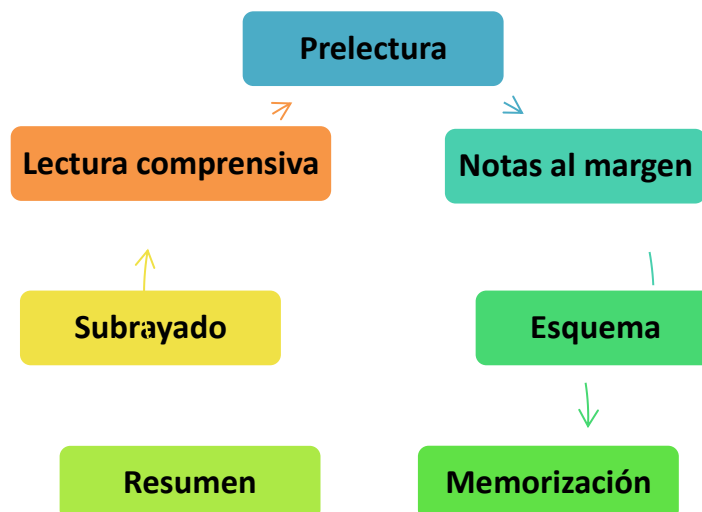 Prelectura
Lectura comprensiva
Notas al margen
Subrayado
Esquema
Resumen
Memorización